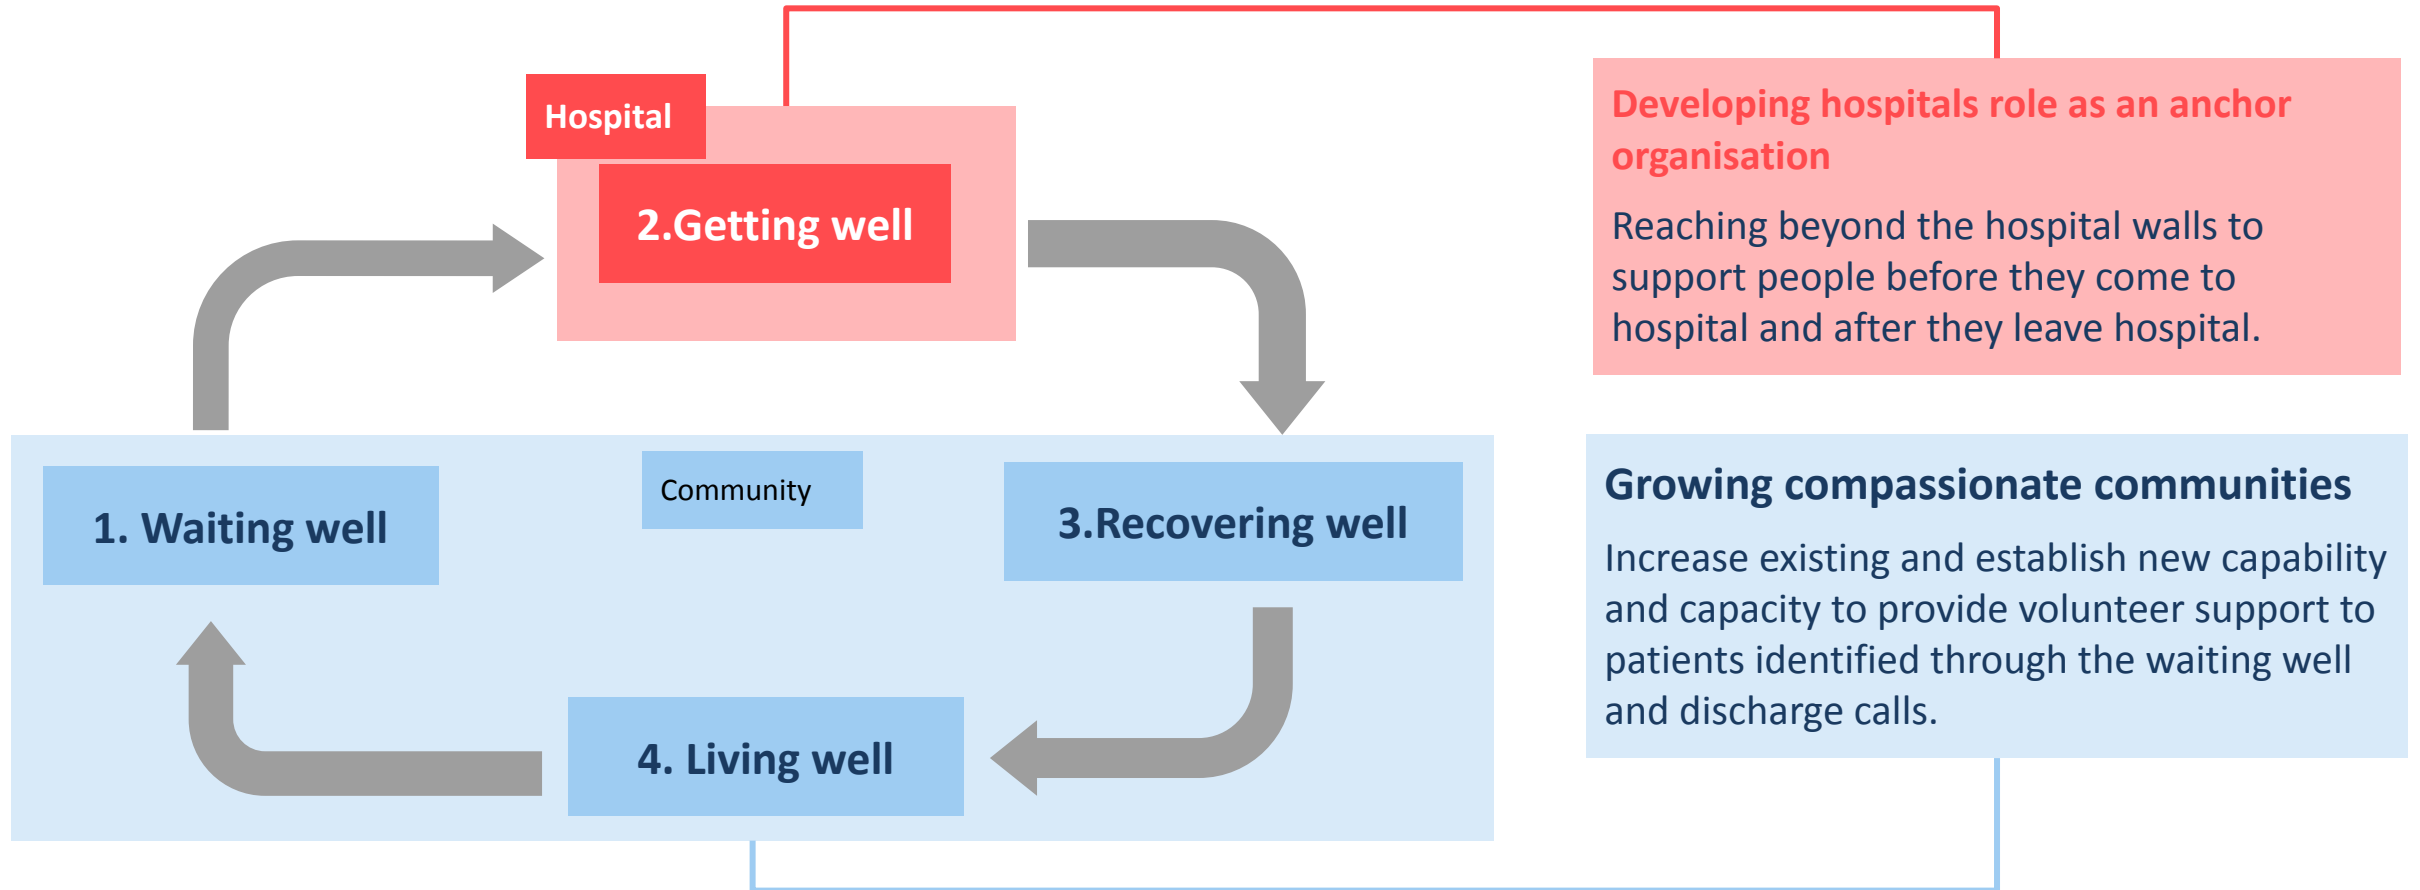 Hospital
2.Getting well
1. Waiting well
Community
3.Recovering well
4. Living well
Developing hospitals role as an anchor
organisation
Reaching beyond the hospital walls to
support people before they come to
hospital and after they leave hospital.
Growing compassionate communities
Increase existing and establish new capability
and capacity to provide volunteer support to
patients identified through the waiting well
and discharge calls.